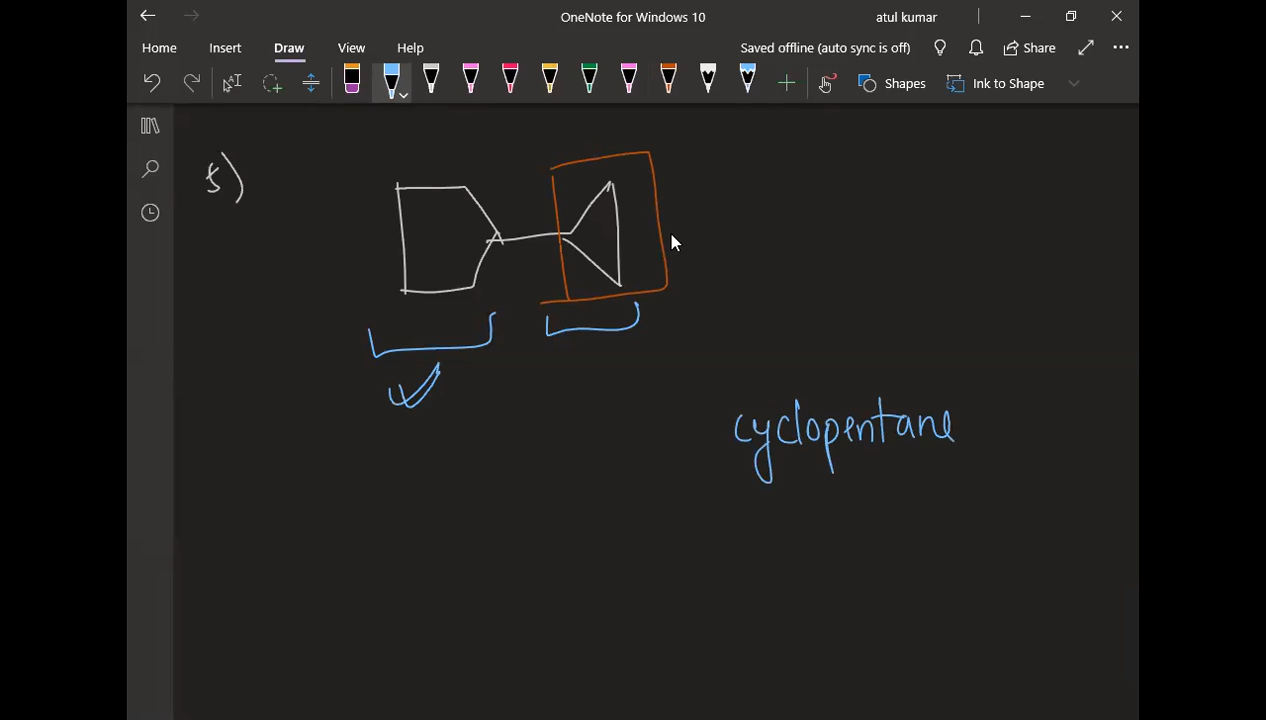 OneNote for Windows 10
atul kumar
Home Insert Draw View Help
Saved offline (auto sync is off)
Share
Shapes
Ink to Shape
5)
cyclopentane